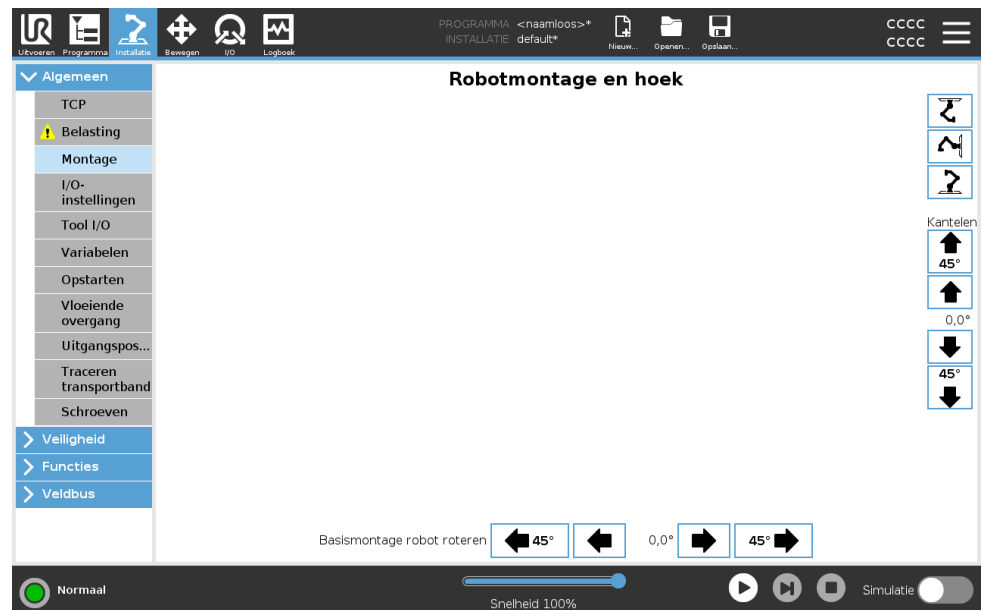 UR
Uitvoeren
Programma
Installatie
Bewegen
I/O
Logboek
PROGRAMMA <naamloos>*
INSTALLATIE default*
Nieuw...
Openen...
Opslaan...
CCCC
CCCC
Algemeen
TCP
Belasting
Montage
I/O-
instellingen
Tool I/O
Variabelen
Opstarten
Vloeiende
overgang
Uitgangspos...
Traceren
transportband
Schroeven
Veiligheid
Functies
Veldbus
Robotmontage en hoek
Kantelen
45°
0,0°
45°
Basismontage robot roteren 45° 0,0° 45°
Normaal
Snelheid 100%
Simulatie